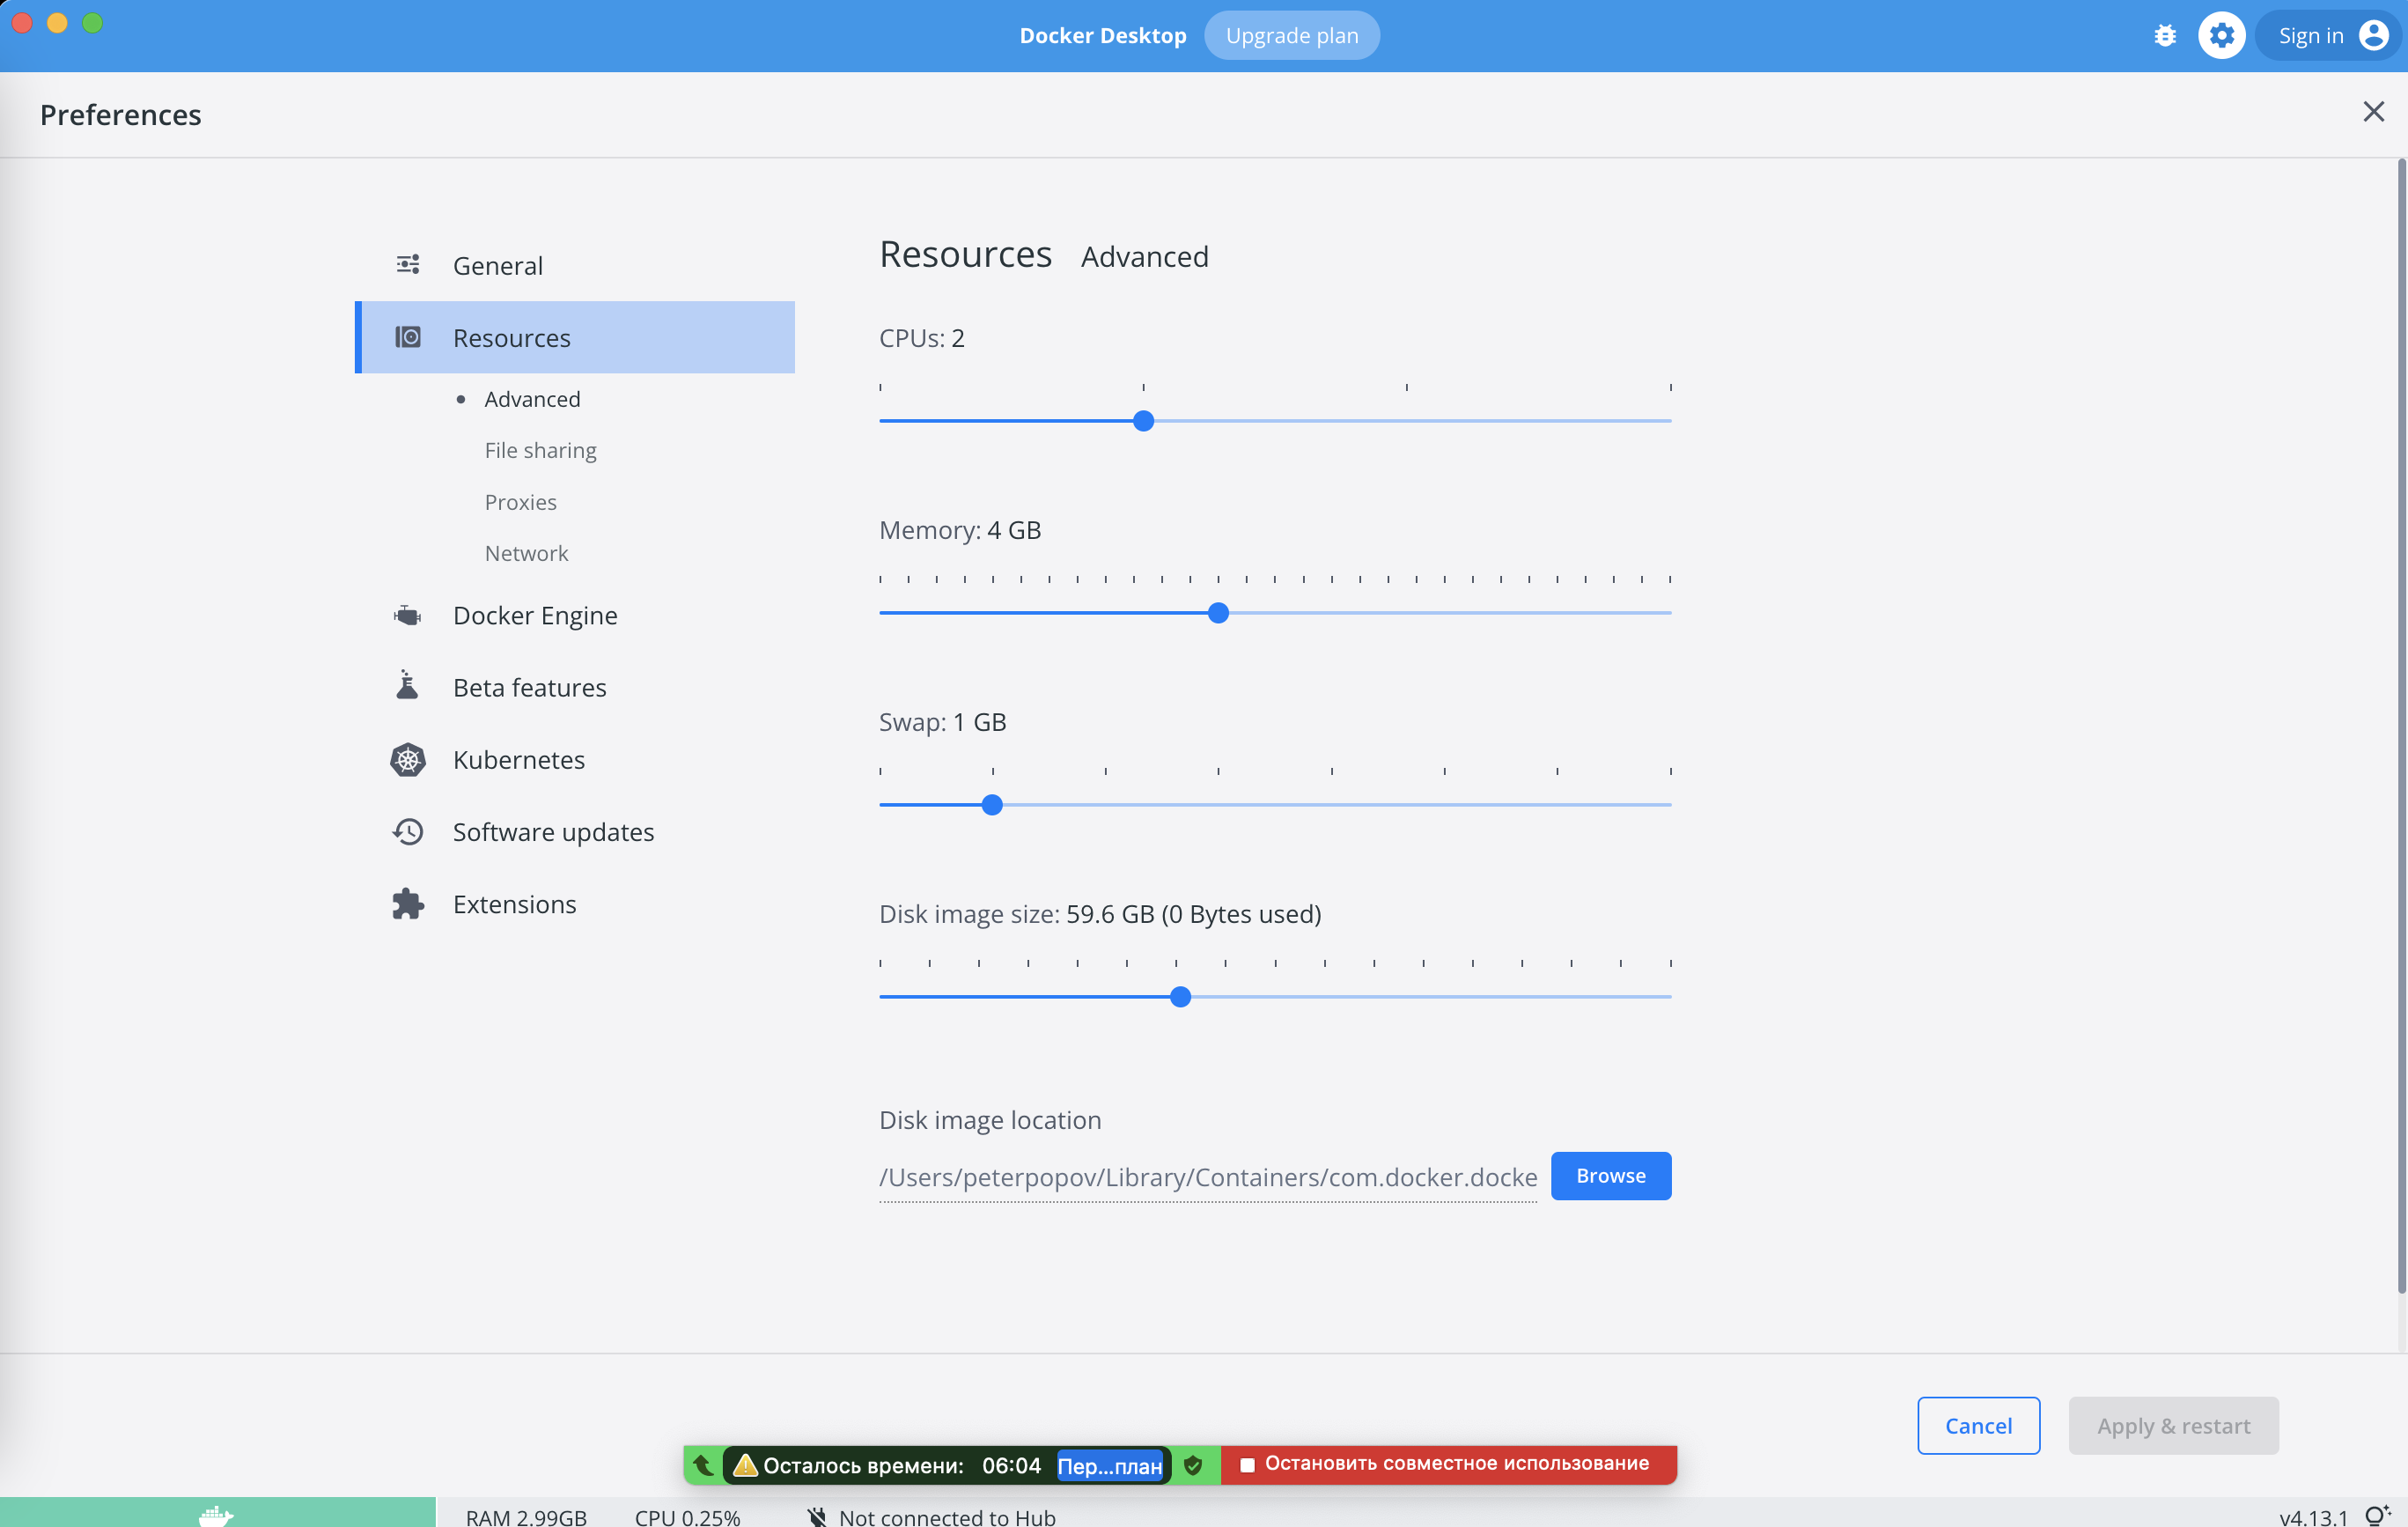 Docker Desktop Upgrade plan Sign in
Preferences
General
Resources
Advanced
File sharing
Proxies
Network
Docker Engine
Beta features
Kubernetes
Software updates
Extensions
Resources Advanced
CPUs: 2
Memory: 4 GB
Swap: 1 GB
Disk image size: 59.6 GB (0 Bytes used)
Disk image location
/Users/peterpopov/Library/Containers/com.docker.docke Browse
Cancel Apply & restart
Осталось времени: 06:04 Пер...план Остановить совместное использование
RAM 2.99GB CPU 0.25% Not connected to Hub v4.13.1